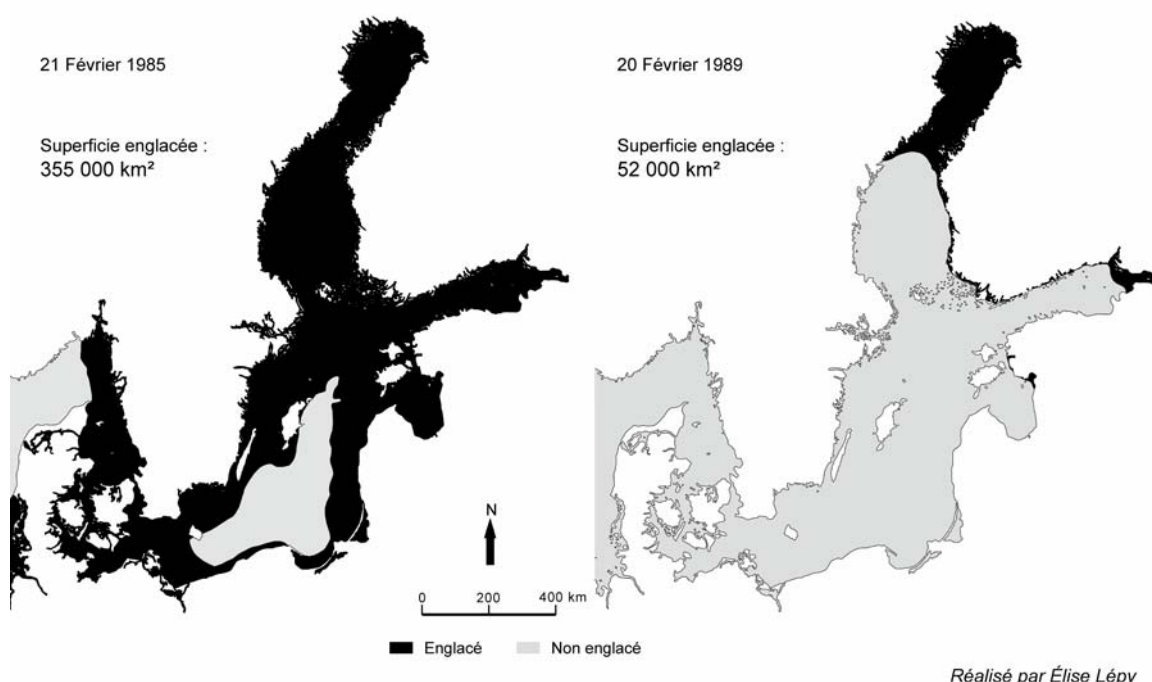 21 Février 1985
Superficie englacée :
355 000 km²
20 Février 1989
Superficie englacée :
52 000 km²
N
0 200 400 km
Englacé Non englacé
Réalisé par Élise Lépy